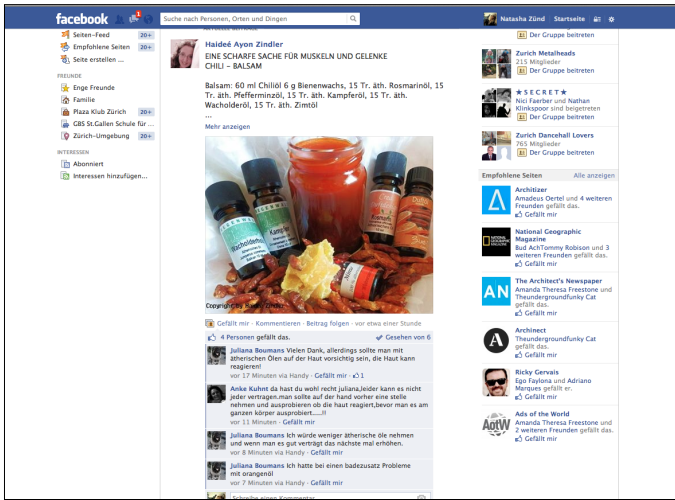 facebook
1
Suche nach Personen, Orten und Dingen
Natasha Zünd
Startseite
Seiten-Feed 20+
Empfohlene Seiten 20+
Seite erstellen ...
FREUNDE
Enge Freunde
Familie
Plaza Klub Zürich 20+
GBS St.Gallen Schule für ...
Zürich-Umgebung 20+
INTERESSEN
Abonniert
Interessen hinzufügen...
Haideé Ayon Zindler
EINE SCHARFE SACHE FÜR MUSKELN UND GELENKE
CHILI – BALSAM
Balsam: 60 ml Chiliöl 6 g Bienenwachs, 15 Tr. äth. Rosmarinöl, 15
Tr. äth. Pfefferminzöl, 15 Tr. äth. Kampferöl, 15 Tr. äth.
Wacholderöl, 15 Tr. äth. Zimtöl
...
Mehr anzeigen
Wacholder
Kampfer
Rosmarin
Copyright by
Gefällt mir · Kommentieren · Beitrag folgen · vor etwa einer Stunde
4 Personen gefällt das.
Gesehen von 6
Juliana Boumans Vielen Dank, allerdings sollte man mit
ätherischen Ölen auf der Haut vorsichtig sein, die Haut kann
reagieren!
vor 17 Minuten via Handy · Gefällt mir · 1
Anke Kuhnt da hast du wohl recht juliana,leider kann es nicht
jeder vertragen.man sollte auf der hand vorher eine stelle
nehmen und ausprobieren ob die haut reagiert,bevor man es am
ganzen körper ausprobiert.....!!
vor 11 Minuten · Gefällt mir
Juliana Boumans Ich würde weniger ätherische öle nehmen
und wenn man es gut verträgt das nächste mal erhöhen.
vor 8 Minuten via Handy · Gefällt mir
Juliana Boumans Ich hatte bei einen badezusatz Probleme
mit orangenöl
vor 7 Minuten via Handy · Gefällt mir
Schreibe einen Kommentar
Der Gruppe beitreten
Zurich Metalheads
215 Mitglieder
Der Gruppe beitreten
★ S E C R E T ★
Nici Faerber und Nathan
Klinkspoor sind beigetreten
Der Gruppe beitreten
Zurich Dancehall Lovers
765 Mitglieder
Der Gruppe beitreten
Empfohlene Seiten
Alle anzeigen
Architizer
Amadeus Oertel und 4 weiteren
Freunden gefällt das.
Gefällt mir
NATIONAL GEOGRAPHIC
National Geographic
Magazine
Bud AchTommy Robison und 3
weiteren Freunden gefällt das.
Gefällt mir
AN
The Architect's Newspaper
Amanda Theresa Freestone und
Theundergroundfunky Cat
gefällt das.
Gefällt mir
A
Archinect
Theundergroundfunky Cat
gefällt das.
Gefällt mir
Ricky Gervais
Ego Faylona und Adriano
Marques gefällt er.
Gefällt mir
AotW
Ads of the World
Amanda Theresa Freestone und
2 weiteren Freunden gefällt das.
Gefällt mir